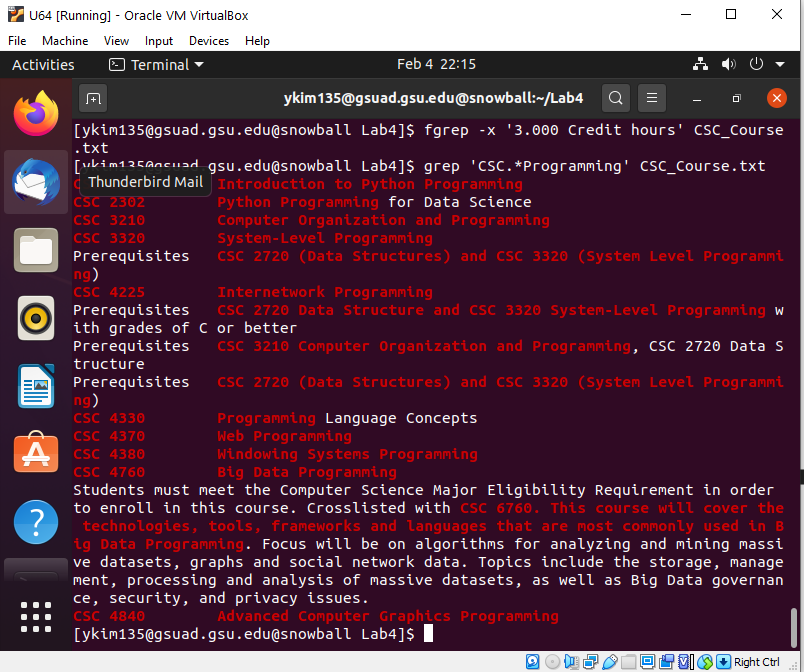 U64 [Running] - Oracle VM VirtualBox
File Machine View Input Devices Help
Activities Terminal Feb 4 22:15
ykim135@gsuad.gsu.edu@snowball:~/Lab4
[ykim135@gsuad.gsu.edu@snowball Lab4]$ fgrep -x '3.000 Credit hours' CSC_Course
.txt
[ykim135@gsuad.gsu.edu@snowball Lab4]$ grep 'CSC.*Programming' CSC_Course.txt
Thunderbird Mail
Introduction to Python Programming
CSC 2302 Python Programming for Data Science
CSC 3210 Computer Organization and Programming
CSC 3320 System-Level Programming
Prerequisites CSC 2720 (Data Structures) and CSC 3320 (System Level Programmi
ng)
CSC 4225 Internetwork Programming
Prerequisites CSC 2720 Data Structure and CSC 3320 System-Level Programming w
ith grades of C or better
Prerequisites CSC 3210 Computer Organization and Programming, CSC 2720 Data S
tructure
Prerequisites CSC 2720 (Data Structures) and CSC 3320 (System Level Programmi
ng)
CSC 4330 Programming Language Concepts
CSC 4370 Web Programming
CSC 4380 Windowing Systems Programming
CSC 4760 Big Data Programming
Students must meet the Computer Science Major Eligibility Requirement in order
to enroll in this course. Crosslisted with CSC 6760. This course will cover the
technologies, tools, frameworks and languages that are most commonly used in B
ig Data Programming. Focus will be on algorithms for analyzing and mining massi
ve datasets, graphs and social network data. Topics include the storage, manage
ment, processing and analysis of massive datasets, as well as Big Data governan
ce, security, and privacy issues.
CSC 4840 Advanced Computer Graphics Programming
[ykim135@gsuad.gsu.edu@snowball Lab4]$
Right Ctrl